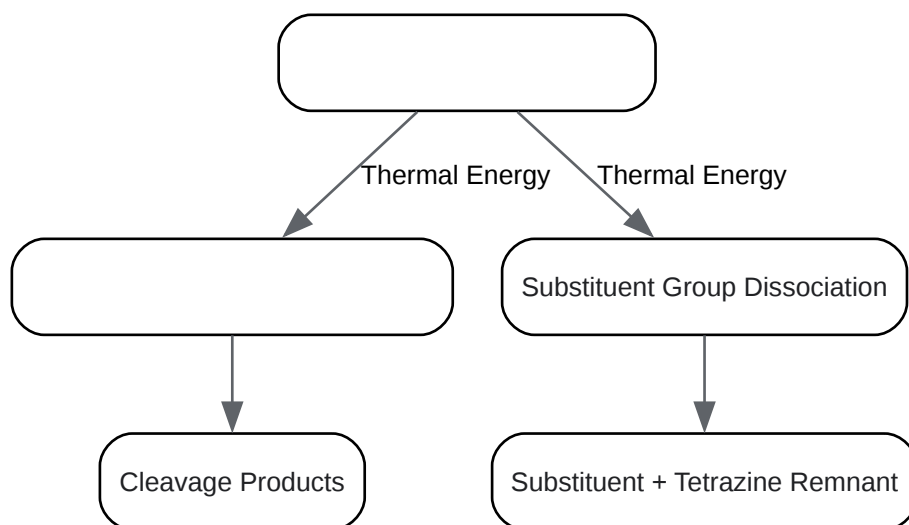 Thermal Energy
Thermal Energy
Substituent Group Dissociation
Cleavage Products
Substituent + Tetrazine Remnant